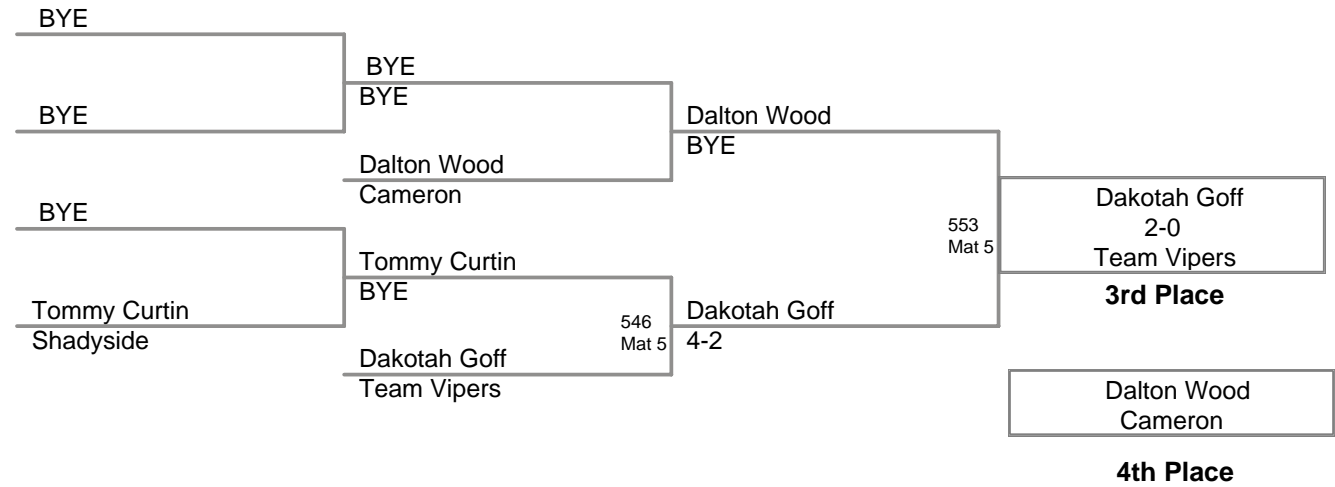 BYE
BYE
BYE
BYE
Dalton Wood
BYE
Dalton Wood
Cameron
BYE
Dakotah Goff
2-0
Team Vipers
553
Mat 5
Tommy Curtin
BYE
3rd Place
Tommy Curtin
Shadyside
546
Mat 5
Dakotah Goff
4-2
Dakotah Goff
Team Vipers
Dalton Wood
Cameron
4th Place